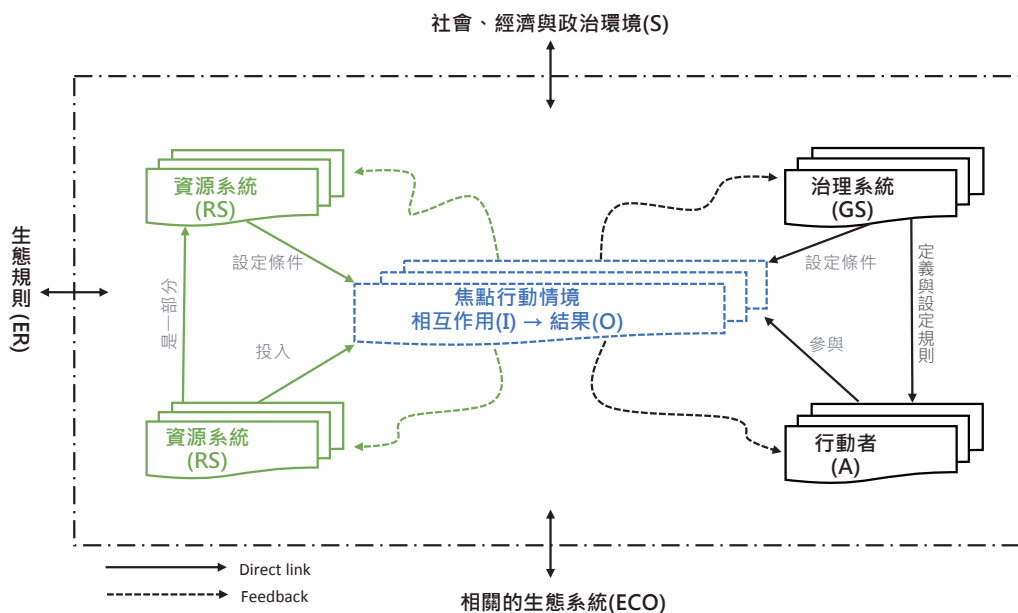 社會、經濟與政治環境(S)
資源系統
(RS)
治理系統
(GS)
生態規則 (ER)
設定條件
設定條件
定義與設定規則
焦點行動情境
相互作用(I) → 結果(O)
是一部分
投入
參與
資源系統
(RS)
行動者
(A)
Direct link
Feedback
相關的生態系統(ECO)